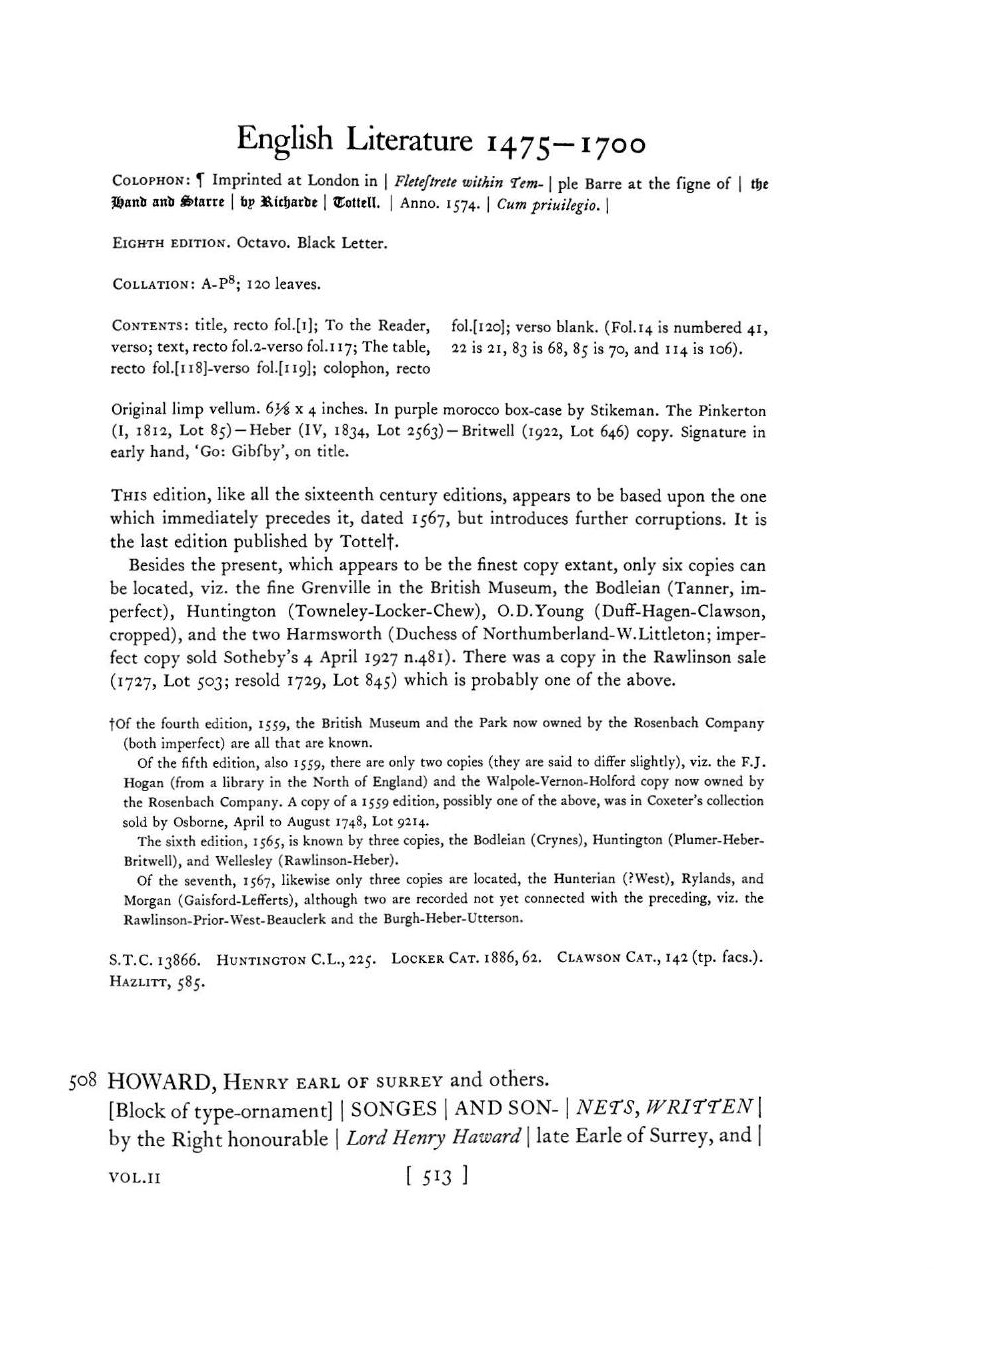 English Literature 1475—1700
COLOPHON: ¶ Imprinted at London in | Fleteſtrete within Tem- | ple Barre at the ſigne of | the
Hand and Starre | by Richarde | Tottell. | Anno. 1574. | Cum priuilegio. |
EIGHTH EDITION. Octavo. Black Letter.
COLLATION: A-P⁸; 120 leaves.
CONTENTS: title, recto fol.[1]; To the Reader,
verso; text, recto fol.2-verso fol.117; The table,
recto fol.[118]-verso fol.[119]; colophon, recto
fol.[120]; verso blank. (Fol.14 is numbered 41,
22 is 21, 83 is 68, 85 is 70, and 114 is 106).
Original limp vellum. 6⅛ x 4 inches. In purple morocco box-case by Stikeman. The Pinkerton
(I, 1812, Lot 85)—Heber (IV, 1834, Lot 2563)—Britwell (1922, Lot 646) copy. Signature in
early hand, 'Go: Gibſby', on title.
THIS edition, like all the sixteenth century editions, appears to be based upon the one
which immediately precedes it, dated 1567, but introduces further corruptions. It is
the last edition published by Tottel†.
Besides the present, which appears to be the finest copy extant, only six copies can
be located, viz. the fine Grenville in the British Museum, the Bodleian (Tanner, im-
perfect), Huntington (Towneley-Locker-Chew), O.D.Young (Duff-Hagen-Clawson,
cropped), and the two Harmsworth (Duchess of Northumberland-W.Littleton; imper-
fect copy sold Sotheby's 4 April 1927 n.481). There was a copy in the Rawlinson sale
(1727, Lot 503; resold 1729, Lot 845) which is probably one of the above.
†Of the fourth edition, 1559, the British Museum and the Park now owned by the Rosenbach Company
(both imperfect) are all that are known.
Of the fifth edition, also 1559, there are only two copies (they are said to differ slightly), viz. the F.J.
Hogan (from a library in the North of England) and the Walpole-Vernon-Holford copy now owned by
the Rosenbach Company. A copy of a 1559 edition, possibly one of the above, was in Coxeter's collection
sold by Osborne, April to August 1748, Lot 9214.
The sixth edition, 1565, is known by three copies, the Bodleian (Crynes), Huntington (Plumer-Heber-
Britwell), and Wellesley (Rawlinson-Heber).
Of the seventh, 1567, likewise only three copies are located, the Hunterian (?West), Rylands, and
Morgan (Gaisford-Lefferts), although two are recorded not yet connected with the preceding, viz. the
Rawlinson-Prior-West-Beauclerk and the Burgh-Heber-Utterson.
S.T.C. 13866. HUNTINGTON C.L., 225. LOCKER CAT. 1886, 62. CLAWSON CAT., 142 (tp. facs.).
HAZLITT, 585.
508 HOWARD, HENRY EARL OF SURREY and others.
[Block of type-ornament] | SONGES | AND SON- | NETS, WRITTEN |
by the Right honourable | Lord Henry Haward | late Earle of Surrey, and |
VOL.II [ 513 ]